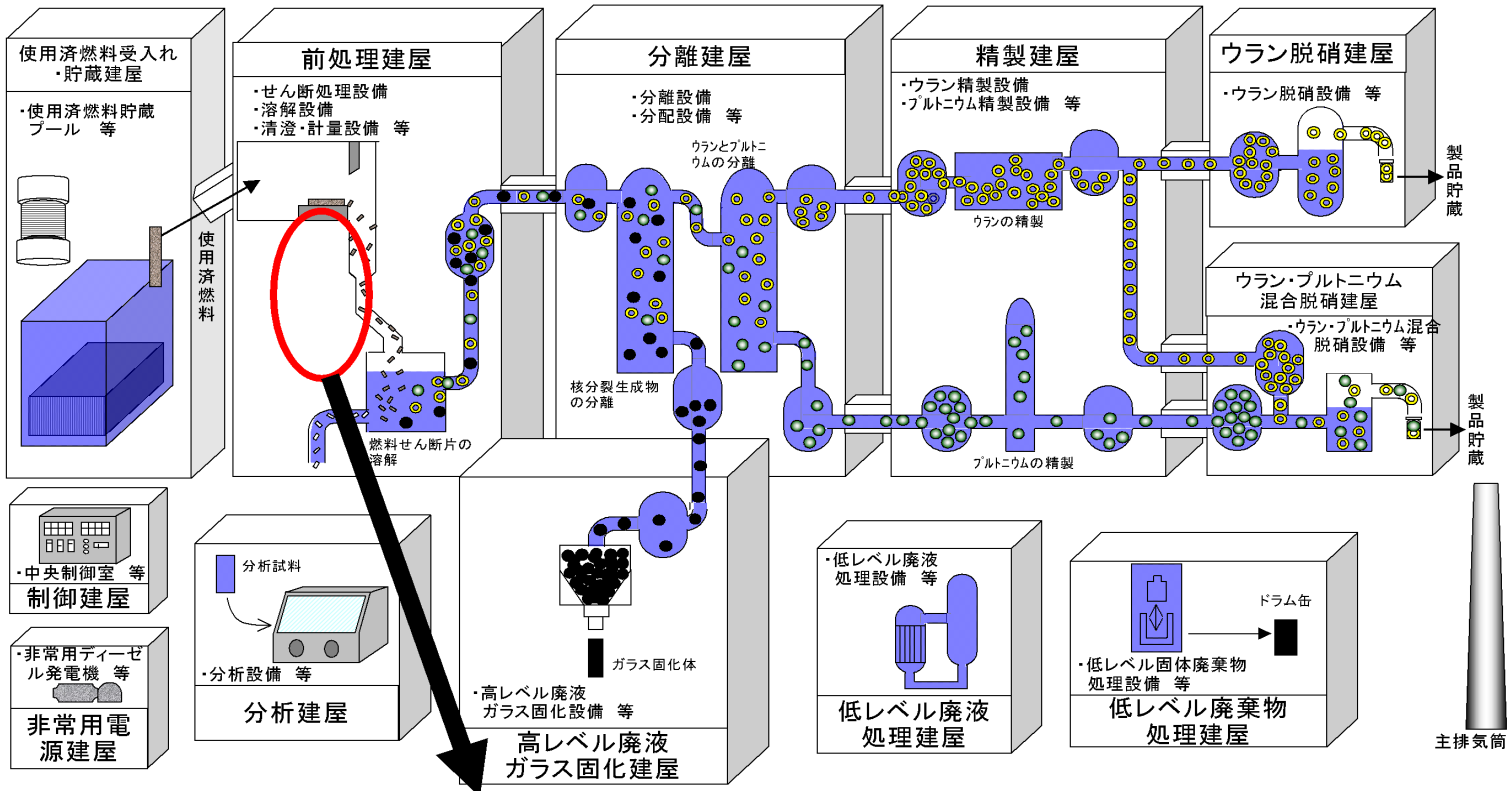 使用済燃料受入れ
・貯蔵建屋
・使用済燃料貯蔵
プール 等
使用済燃料
前処理建屋
・せん断処理設備
・溶解設備
・清澄・計量設備 等
燃料せん断片の
溶解
分離建屋
・分離設備
・分配設備 等
ウランとプルトニ
ウムの分離
核分裂生成物
の分離
精製建屋
・ウラン精製設備
・プルトニウム精製設備 等
ウランの精製
プルトニウムの精製
ウラン脱硝建屋
・ウラン脱硝設備 等
製品貯蔵
ウラン・プルトニウム
混合脱硝建屋
・ウラン・プルトニウム混合
脱硝設備 等
製品貯蔵
・中央制御室 等
制御建屋
・非常用ディーゼ
ル発電機 等
非常用電
源建屋
分析試料
・分析設備 等
分析建屋
ガラス固化体
・高レベル廃液
ガラス固化設備 等
高レベル廃液
ガラス固化建屋
・低レベル廃液
処理設備 等
低レベル廃液
処理建屋
ドラム缶
・低レベル固体廃棄物
処理設備 等
低レベル廃棄物
処理建屋
主排気筒